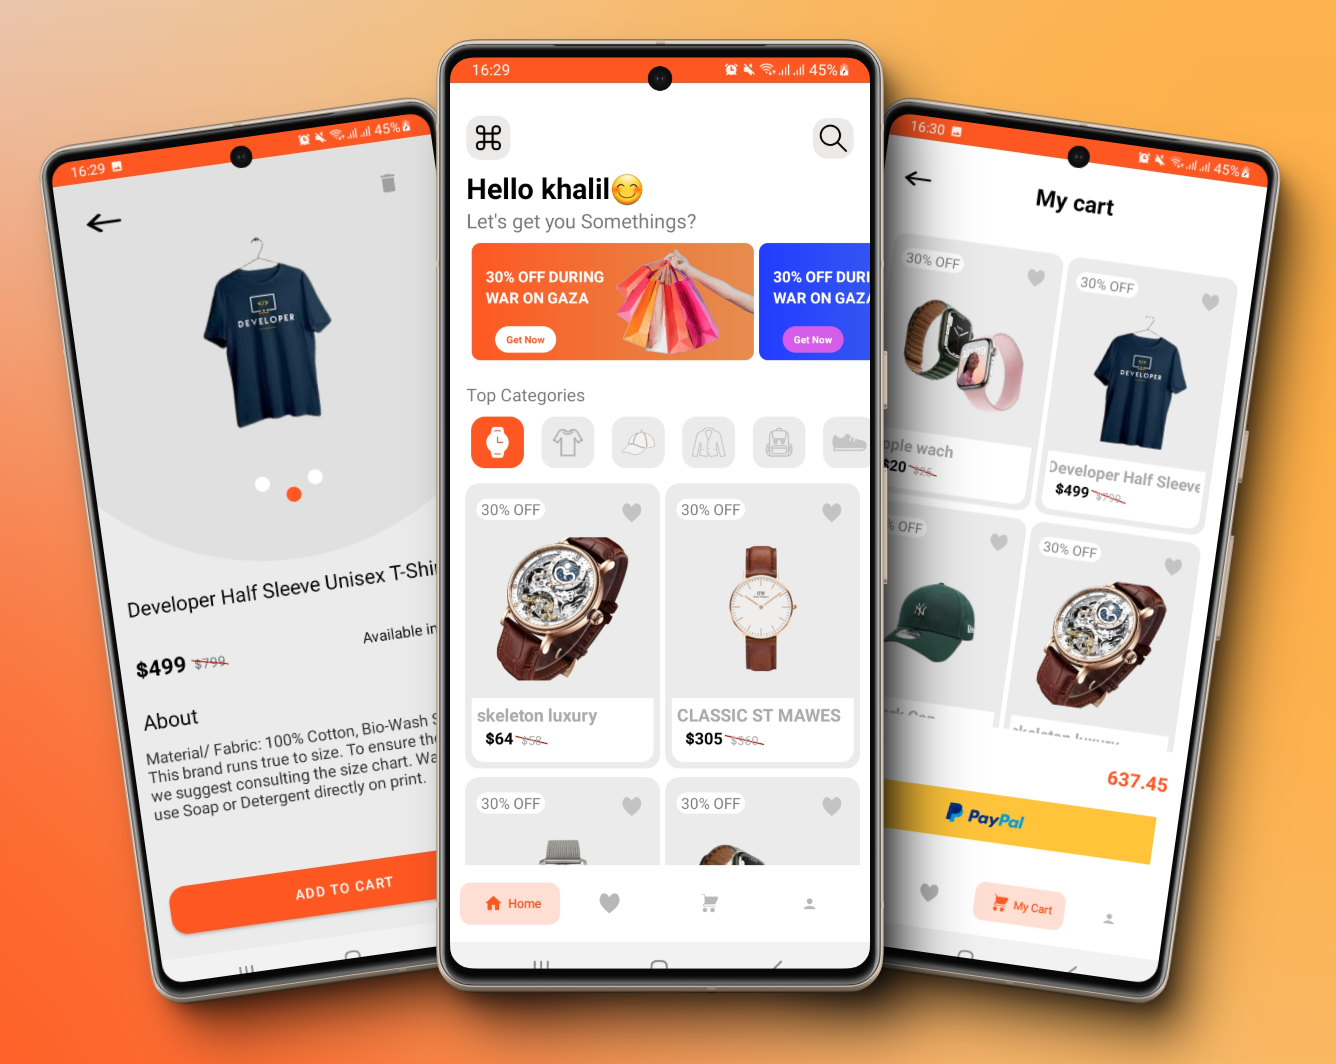 16:29
45%
Developer Half Sleeve Unisex T-Shir
Available in
$499 $799
About
Material/ Fabric: 100% Cotton, Bio-Wash S
This brand runs true to size. To ensure the
we suggest consulting the size chart. Wa
use Soap or Detergent directly on print.
ADD TO CART
DEVELOPER
16:29
45%
Hello khalil😊
Let's get you Somethings?
30% OFF DURING
WAR ON GAZA
Get Now
30% OFF DURI
WAR ON GAZA
Get Now
Top Categories
30% OFF
30% OFF
skeleton luxury
$64 $58
CLASSIC ST MAWES
$305 $360
30% OFF
30% OFF
Home
16:30
45%
My cart
30% OFF
30% OFF
DEVELOPER
pple wach
$20 $25
Developer Half Sleeve
$499 $799
% OFF
30% OFF
skeleton luxury
637.45
PayPal
My Cart